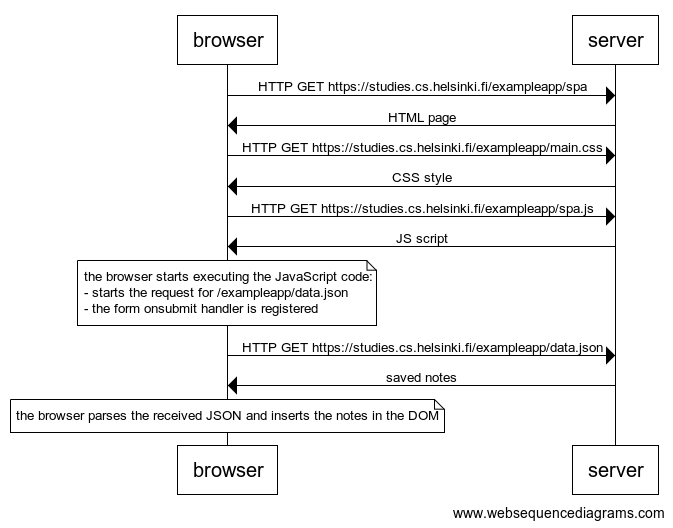 browser server
HTTP GET https://studies.cs.helsinki.fi/exampleapp/spa
HTML page
HTTP GET https://studies.cs.helsinki.fi/exampleapp/main.css
CSS style
HTTP GET https://studies.cs.helsinki.fi/exampleapp/spa.js
JS script
the browser starts executing the JavaScript code:
- starts the request for /exampleapp/data.json
- the form onsubmit handler is registered
HTTP GET https://studies.cs.helsinki.fi/exampleapp/data.json
saved notes
the browser parses the received JSON and inserts the notes in the DOM
browser server
www.websequencediagrams.com